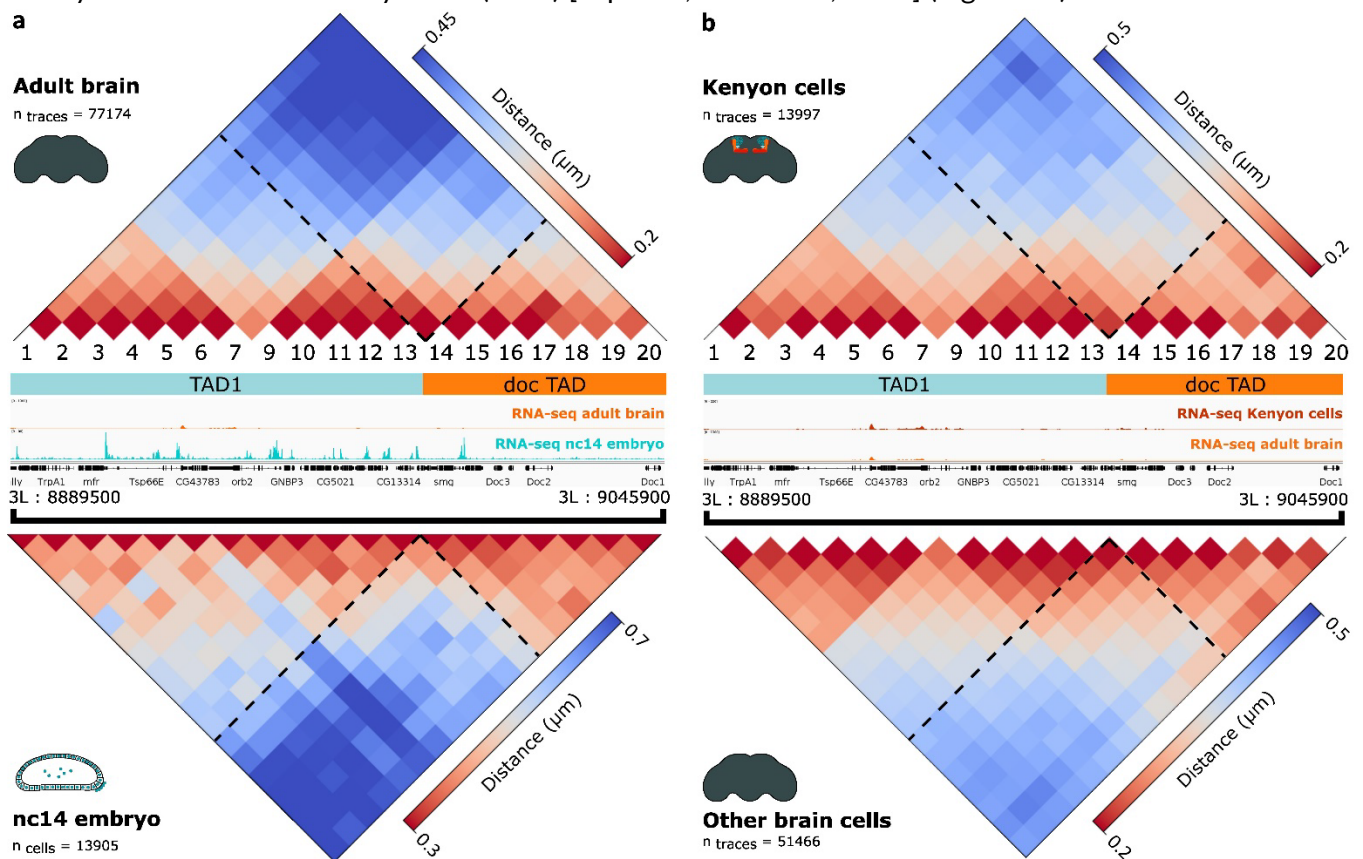 a
Adult brain
n traces = 77174
0.45
Distance (µm)
0.2
1 2 3 4 5 6 7 9 10 11 12 13 14 15 16 17 18 19 20
TAD1 doc TAD
RNA-seq adult brain
RNA-seq nc14 embryo
lly TrpA1 mfr Tsp66E CG43783 orb2 GNBP3 CG5021 CG13314 smg Doc3 Doc2 Doc1
3L : 8889500 3L : 9045900
0.7
Distance (µm)
0.3
nc14 embryo
n cells = 13905
b
Kenyon cells
n traces = 13997
0.5
Distance (µm)
0.2
1 2 3 4 5 6 7 9 10 11 12 13 14 15 16 17 18 19 20
TAD1 doc TAD
RNA-seq Kenyon cells
RNA-seq adult brain
lly TrpA1 mfr Tsp66E CG43783 orb2 GNBP3 CG5021 CG13314 smg Doc3 Doc2 Doc1
3L : 8889500 3L : 9045900
0.5
Distance (µm)
0.2
Other brain cells
n traces = 51466